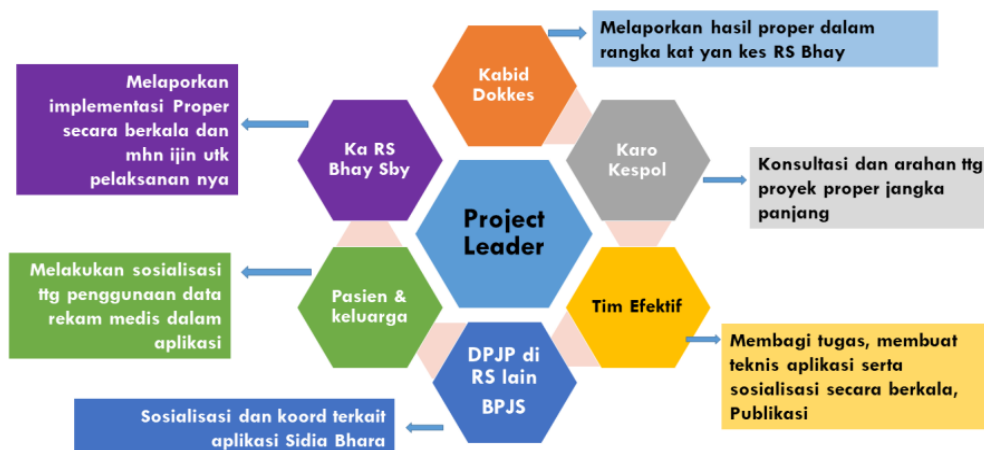 Melaporkan hasil proper dalam
rangka kat yan kes RS Bhay
Kabid
Dokkes
Melaporkan
implementasi Proper
secara berkala dan
mhn ijin utk
pelaksanan nya
Ka RS
Bhay Sby
Karo
Kespol
Konsultasi dan arahan ttg
proyek proper jangka
panjang
Project
Leader
Melakukan sosialisasi
ttg penggunaan data
rekam medis dalam
aplikasi
Pasien &
keluarga
Tim Efektif
Membagi tugas, membuat
teknis aplikasi serta
sosialisasi secara berkala,
Publikasi
DPJP di
RS lain
BPJS
Sosialisasi dan koord terkait
aplikasi Sidia Bhara